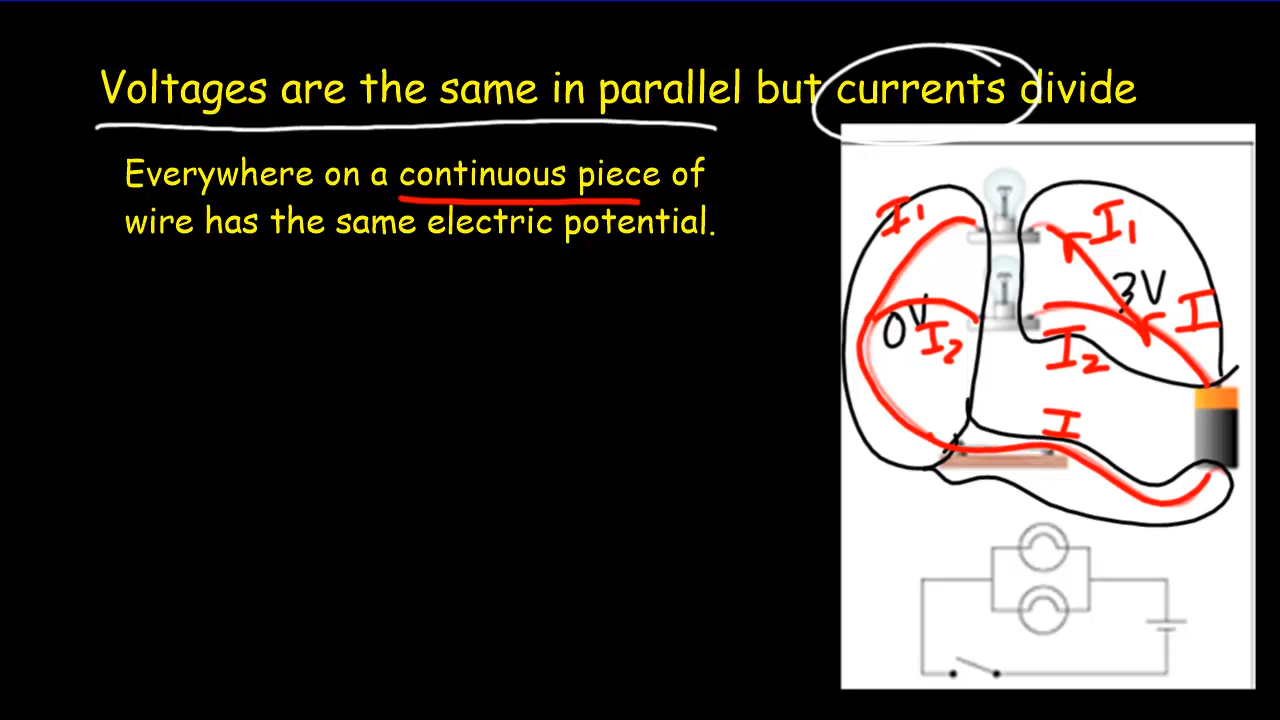 Voltages are the same in parallel but currents divide
Everywhere on a continuous piece of
wire has the same electric potential.
I₁ I₁
3V I
0V I₂ I₂
I